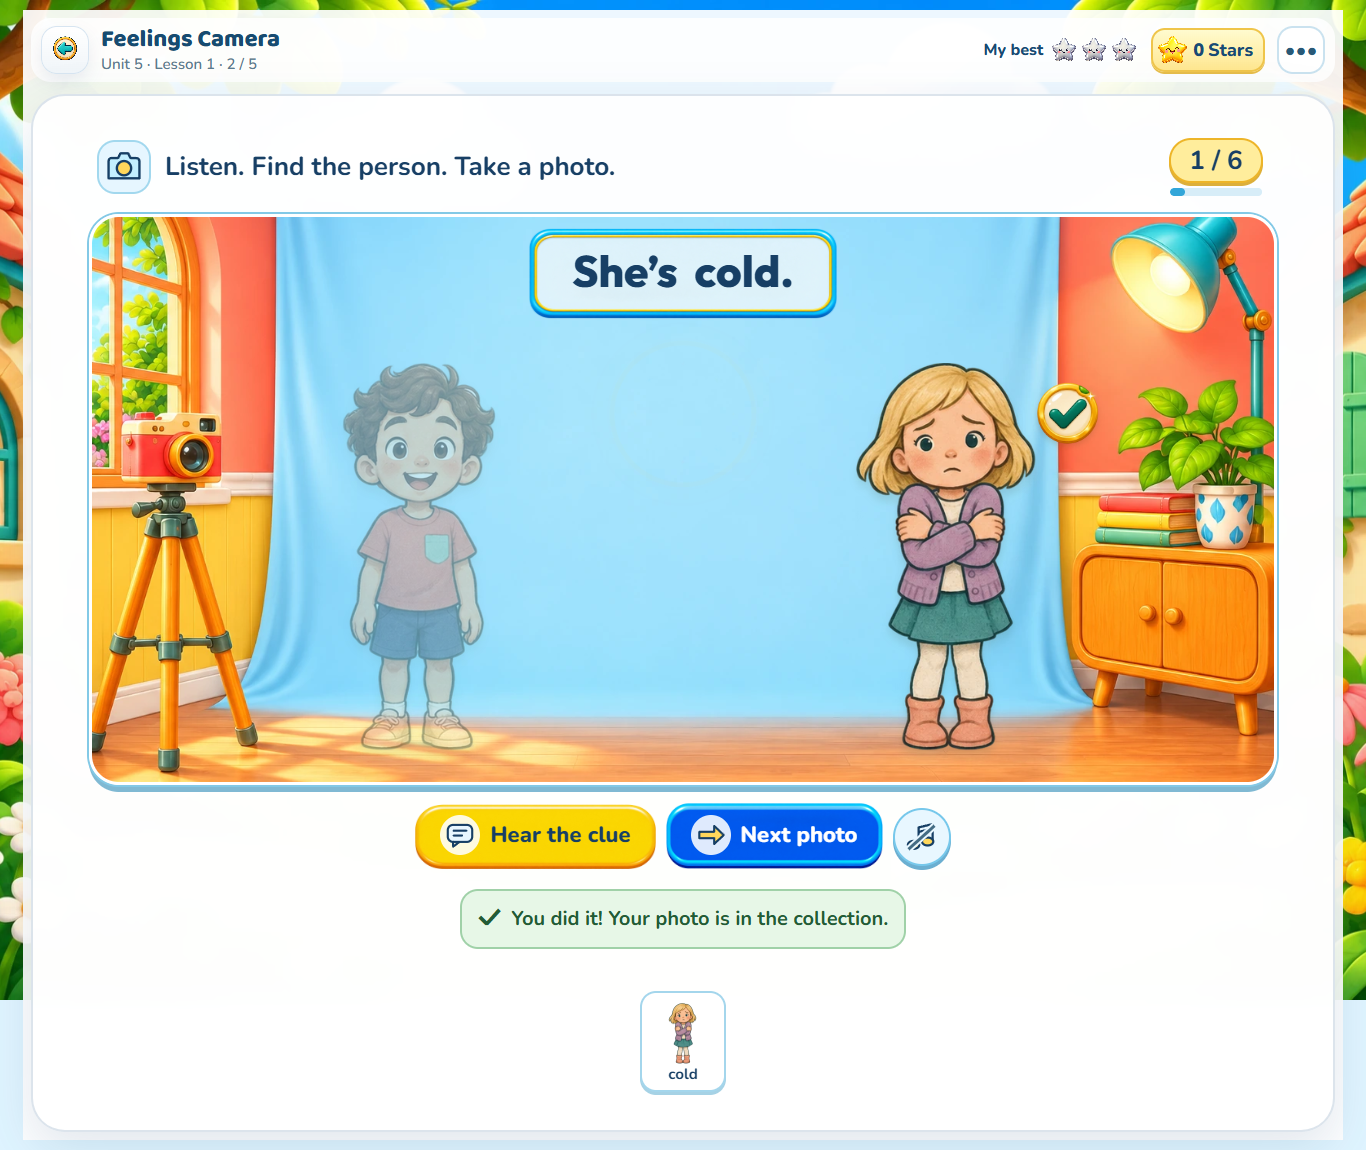 Feelings Camera
Unit 5 · Lesson 1 · 2 / 5
My best
0 Stars
Listen. Find the person. Take a photo.
1 / 6
She’s cold.
Hear the clue
Next photo
You did it! Your photo is in the collection.
cold